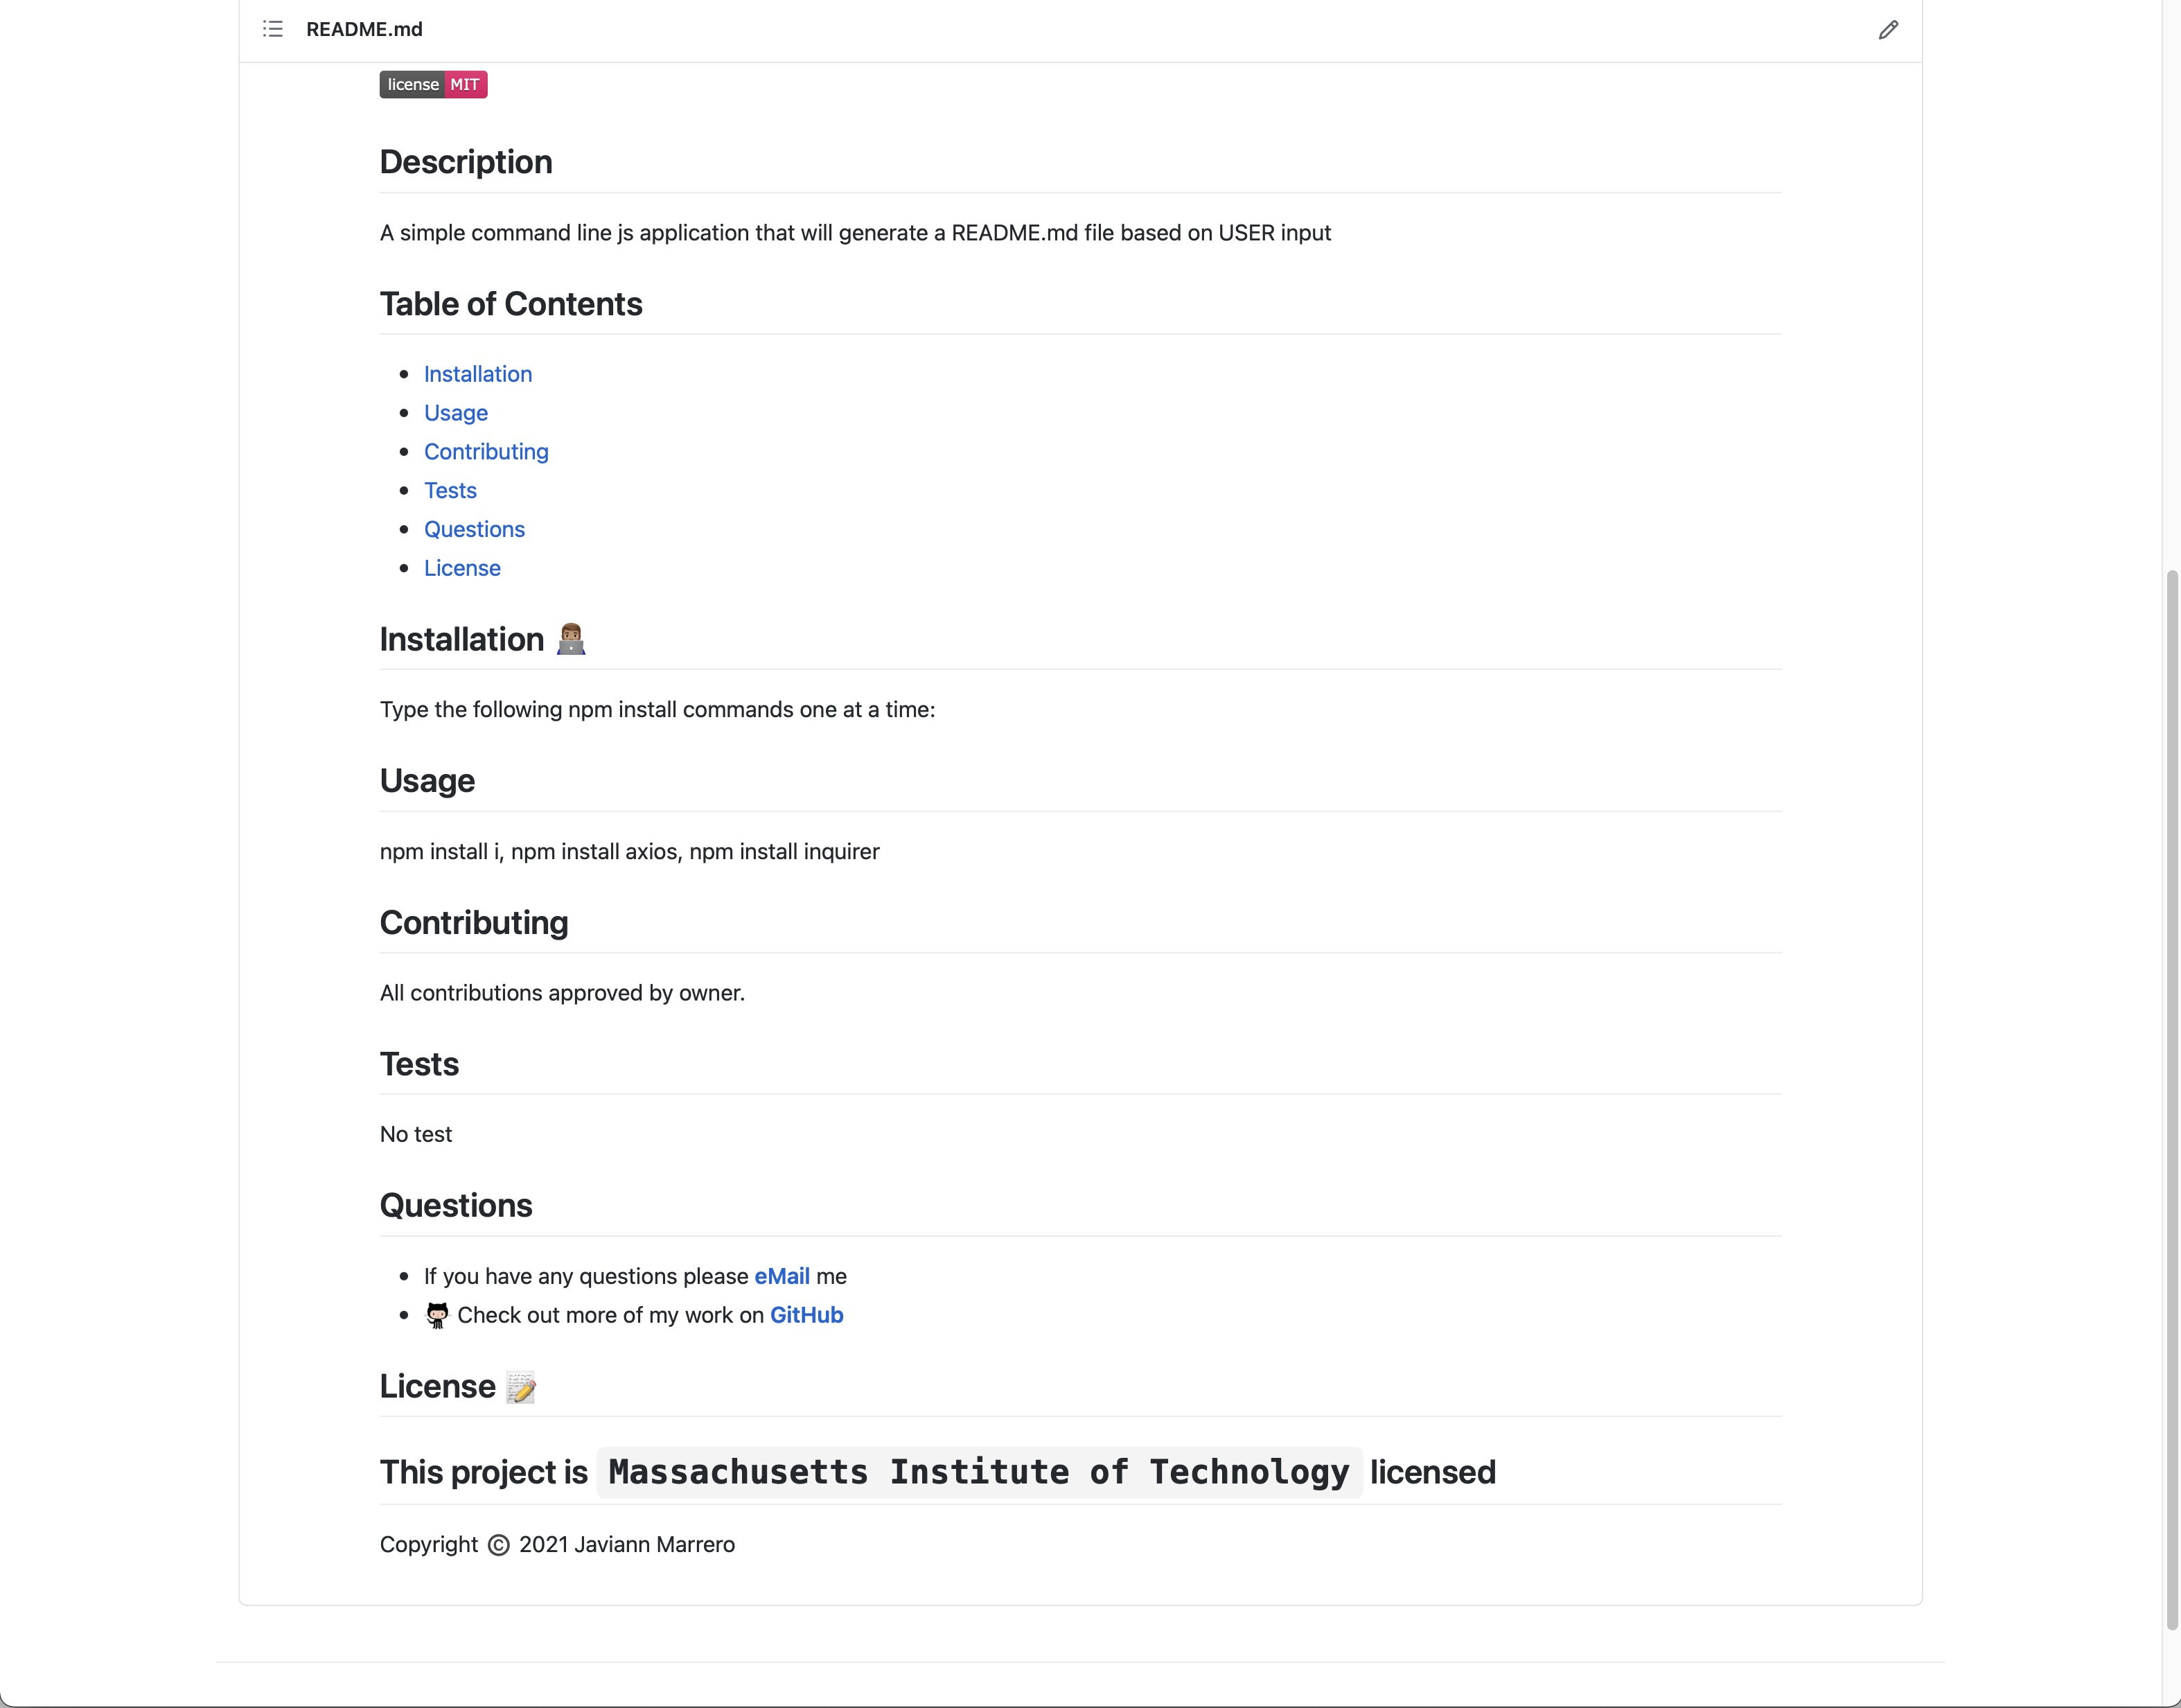 README.md
license MIT
Description
A simple command line js application that will generate a README.md file based on USER input
Table of Contents
Installation
Usage
Contributing
Tests
Questions
License
Installation
Type the following npm install commands one at a time:
Usage
npm install i, npm install axios, npm install inquirer
Contributing
All contributions approved by owner.
Tests
No test
Questions
If you have any questions please eMail me
Check out more of my work on GitHub
License
This project is Massachusetts Institute of Technology licensed
Copyright © 2021 Javiann Marrero